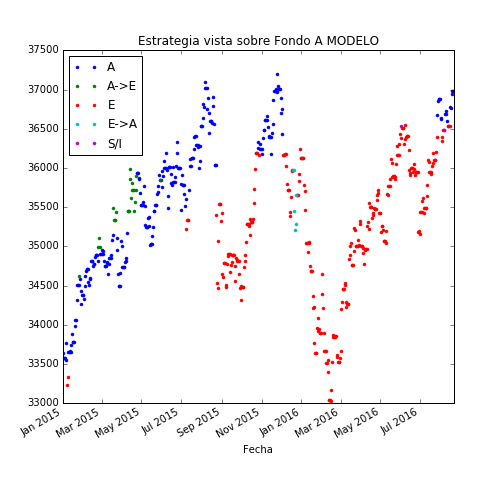 Estrategia vista sobre Fondo A MODELO
37500
37000
36500
36000
35500
35000
34500
34000
33500
33000
A
A->E
E
E->A
S/I
Jan 2015
Mar 2015
May 2015
Jul 2015
Sep 2015
Nov 2015
Jan 2016
Mar 2016
May 2016
Jul 2016
Fecha